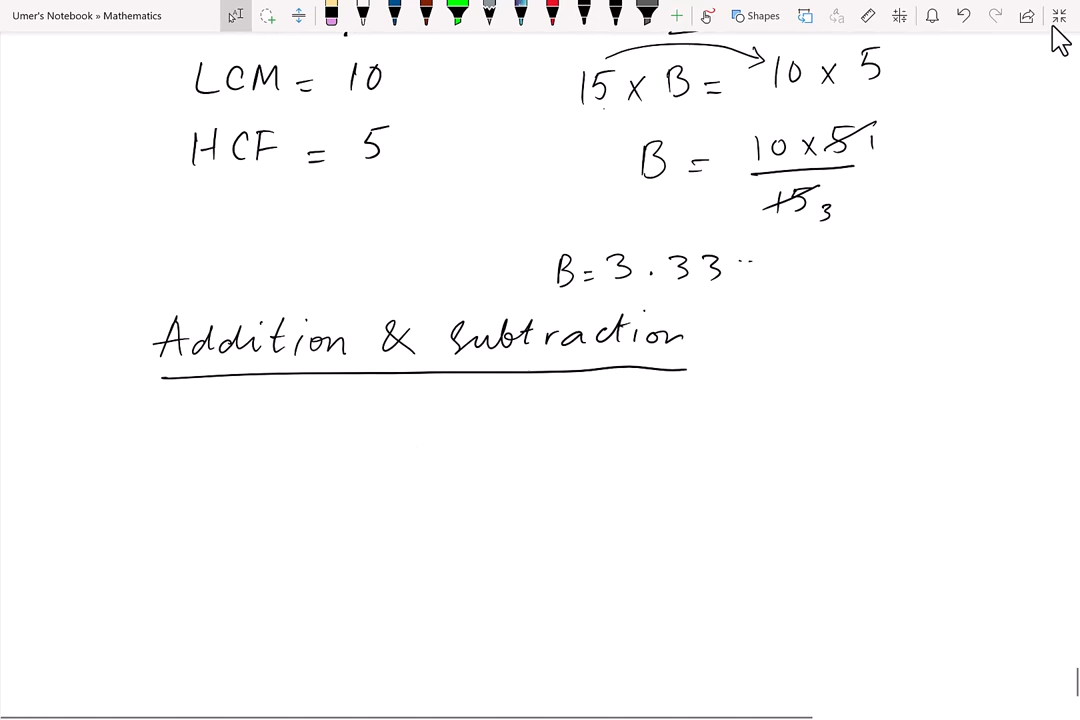 Umer's Notebook » Mathematics
Shapes
LCM = 10
15 x B = 10 x 5
HCF = 5
B = 10 x 5 1
15 3
B = 3.33..
Addition & Subtraction